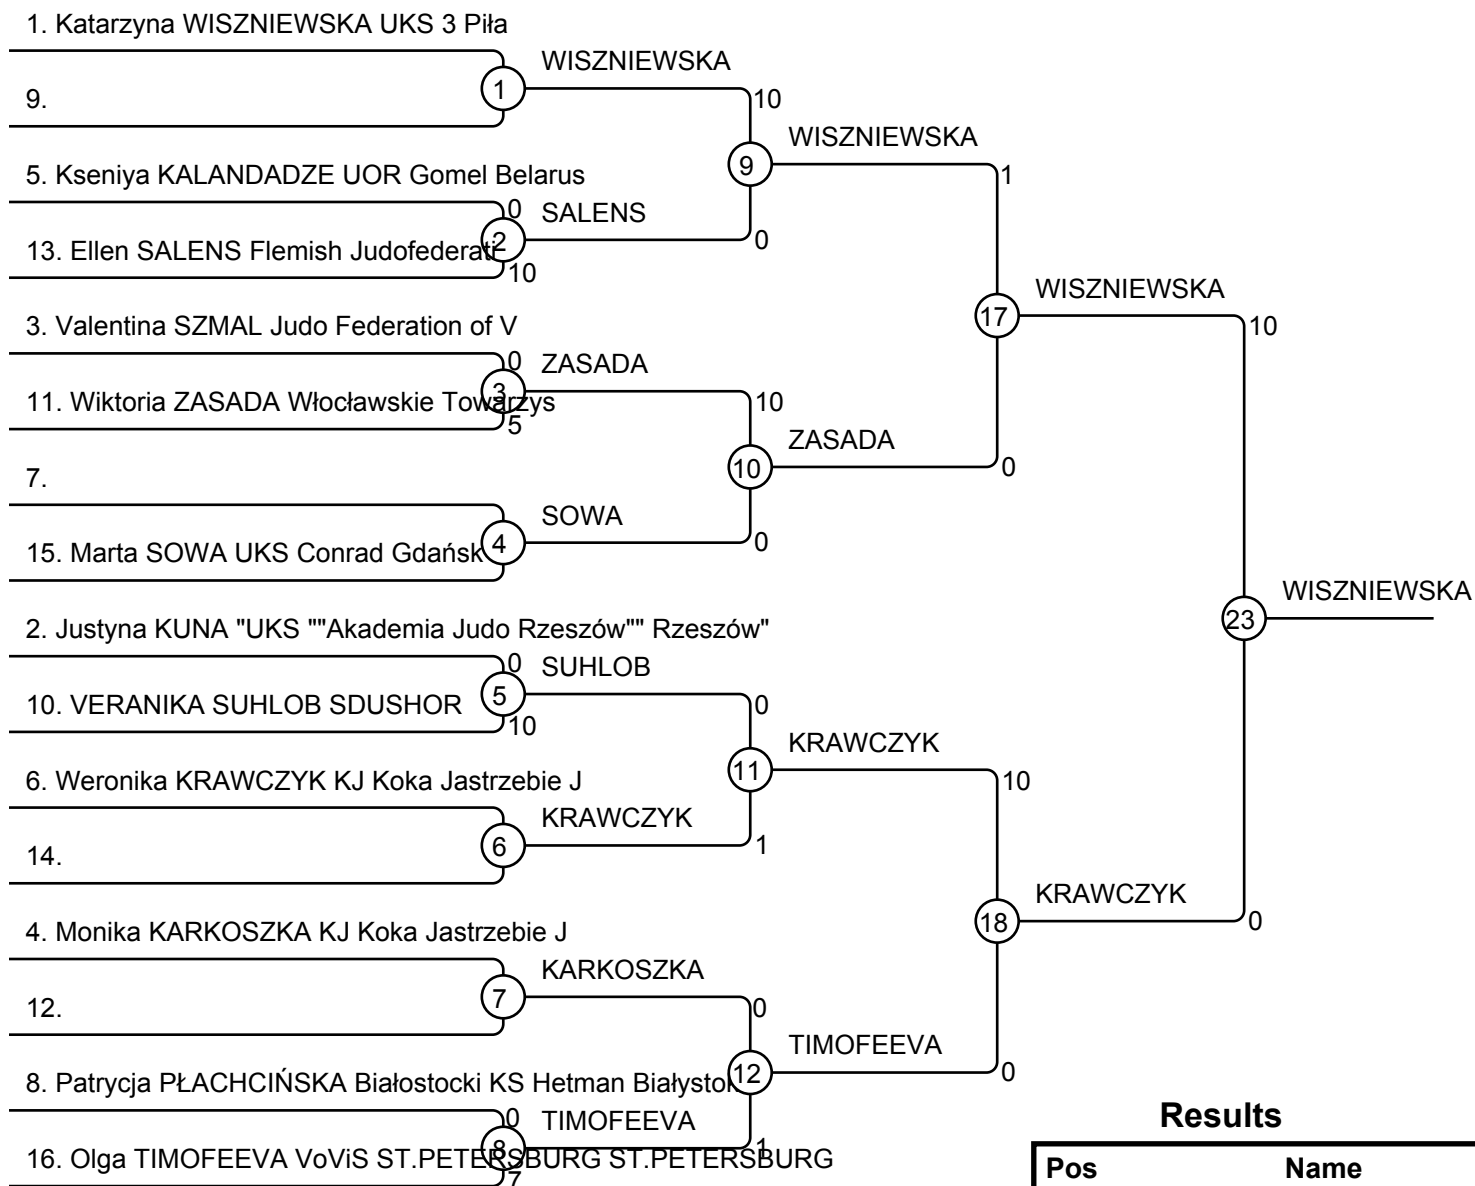 1. Katarzyna WISZNIEWSKA UKS 3 Piła
WISZNIEWSKA
1
10
9.
WISZNIEWSKA
9
1
5. Kseniya KALANDADZE UOR Gomel Belarus
0
SALENS
2
0
13. Ellen SALENS Flemish Judofederati
10
WISZNIEWSKA
17
10
3. Valentina SZMAL Judo Federation of V
0
ZASADA
3
10
11. Wiktoria ZASADA Włocławskie Towarzys
5
ZASADA
10
0
7.
SOWA
4
0
15. Marta SOWA UKS Conrad Gdańsk
WISZNIEWSKA
23
2. Justyna KUNA "UKS ""Akademia Judo Rzeszów"" Rzeszów"
0
SUHLOB
5
0
10. VERANIKA SUHLOB SDUSHOR
10
KRAWCZYK
11
10
6. Weronika KRAWCZYK KJ Koka Jastrzebie J
KRAWCZYK
6
1
14.
KRAWCZYK
18
0
4. Monika KARKOSZKA KJ Koka Jastrzebie J
KARKOSZKA
7
0
12.
TIMOFEEVA
12
0
8. Patrycja PŁACHCIŃSKA Białostocki KS Hetman Białystok
0
TIMOFEEVA
8
1
16. Olga TIMOFEEVA VoViS ST.PETERSBURG ST.PETERSBURG
7
Results
Pos Name